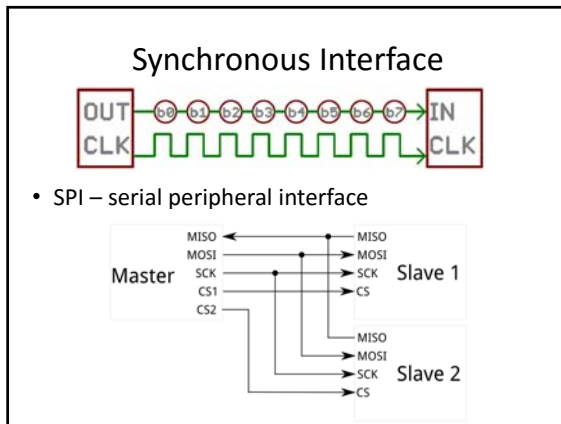 Synchronous Interface
OUT b0 b1 b2 b3 b4 b5 b6 b7 IN
CLK CLK
• SPI – serial peripheral interface
MISO MISO
MOSI MOSI
Master SCK SCK Slave 1
CS1 CS
CS2
MISO
MOSI
SCK Slave 2
CS